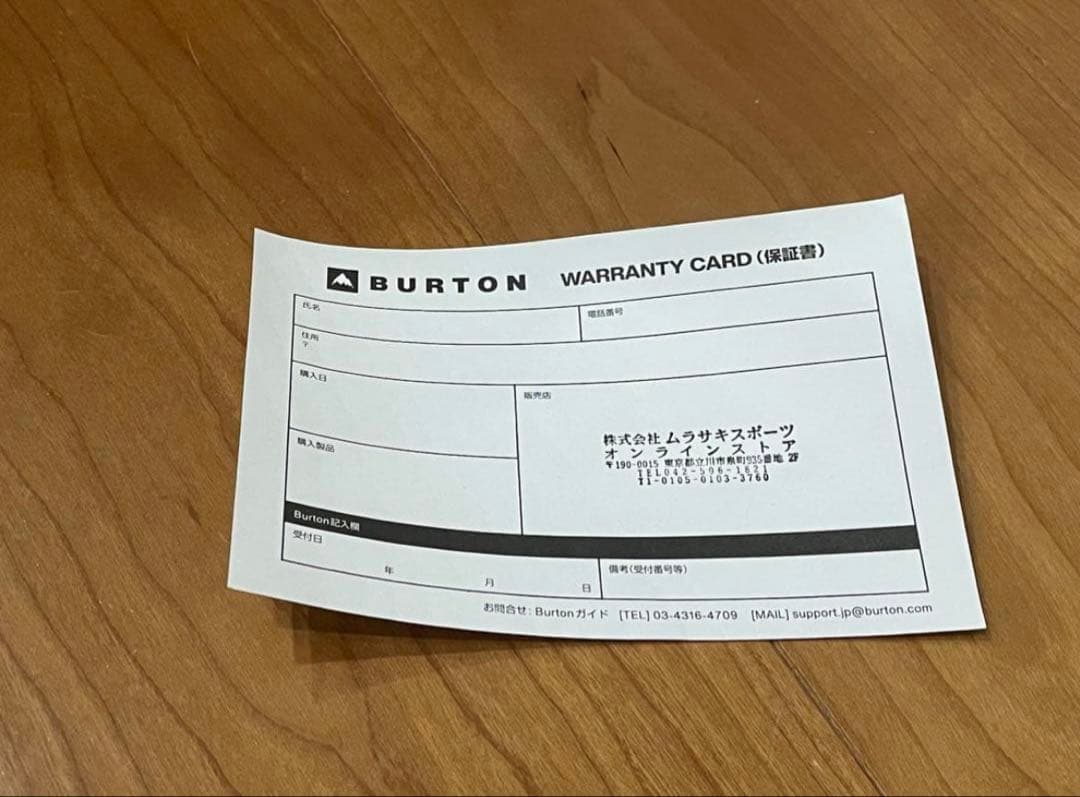 BURTON WARRANTY CARD(保証書)
氏名
電話番号
住所
〒
購入日
販売店
株式会社 ムラサキスポーツ
オンラインストア
〒190-0015 東京都立川市泉町935番地 2F
TEL042-506-1821
T1-0105-0103-3760
購入製品
Burton記入欄
受付日
年 月 日
備考(受付番号等)
お問合せ: Burtonガイド [TEL] 03-4316-4709 [MAIL] support.jp@burton.com